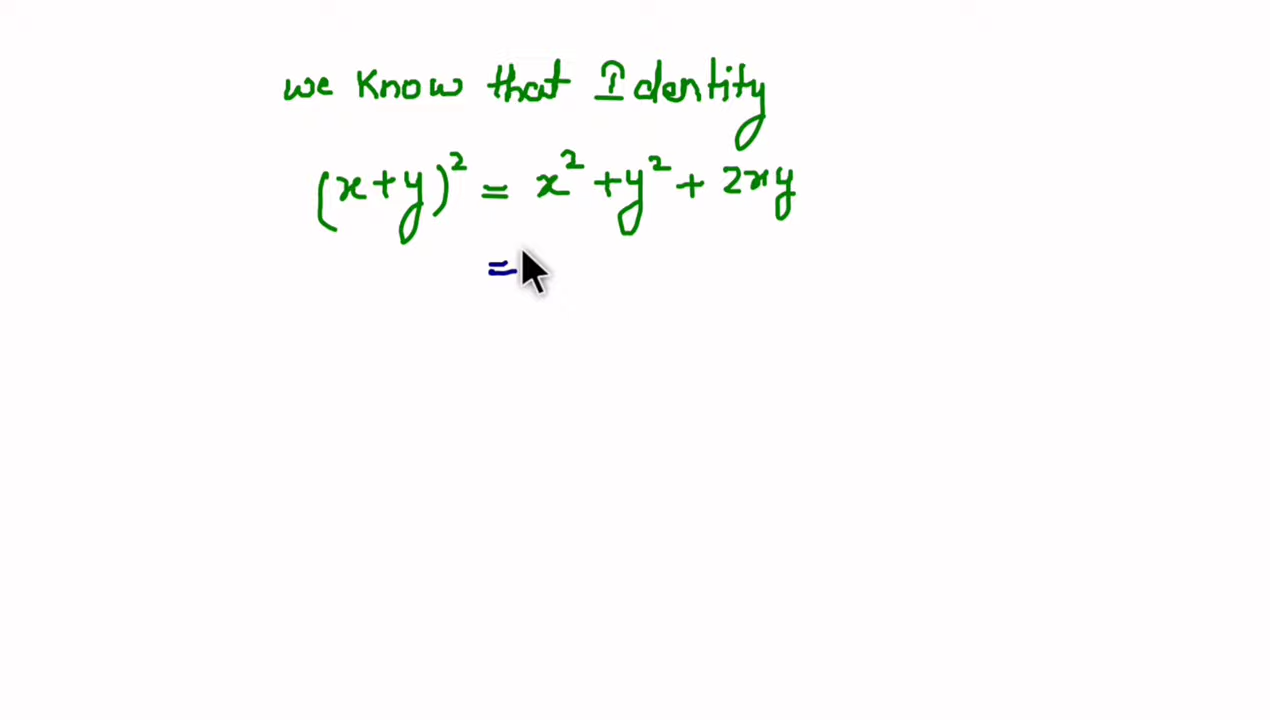 we know that Identity
(x+y)² = x² + y² + 2xy
=